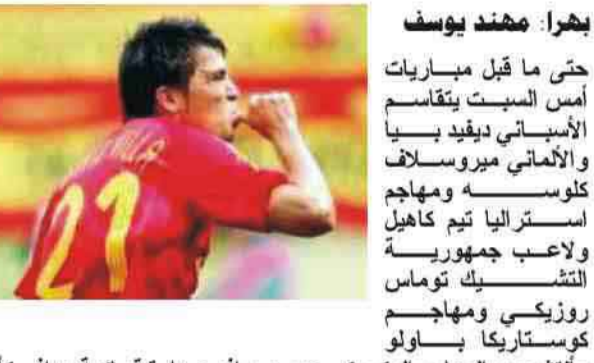 بهرا: مهند يوسف
حتى ما قبل مباريات
أمس السبت يتقاسم
الأسباني ديفيد بيا
والألماني ميروسلاف
كلوسه ومهاجم
استراليا تيم كاهيل
ولاعب جمهورية
التشيك توماس
روزيكي ومهاجم
كوستاريكا باولو
21